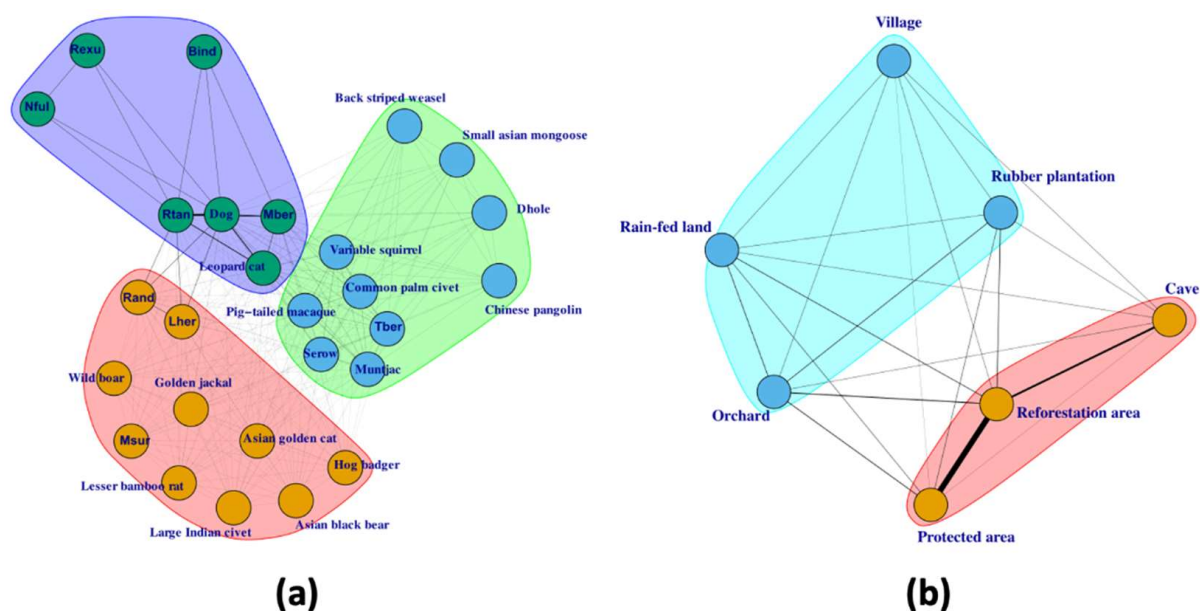 Rexu
Bind
Nful
Rtan
Dog
Mber
Leopard cat
Back striped weasel
Small asian mongoose
Dhole
Variable squirrel
Common palm civet
Chinese pangolin
Pig-tailed macaque
Tber
Serow
Muntjac
Rand
Lher
Wild boar
Golden jackal
Msur
Asian golden cat
Hog badger
Lesser bamboo rat
Large Indian civet
Asian black bear
(a)
Village
Rubber plantation
Rain-fed land
Cave
Orchard
Reforestation area
Protected area
(b)